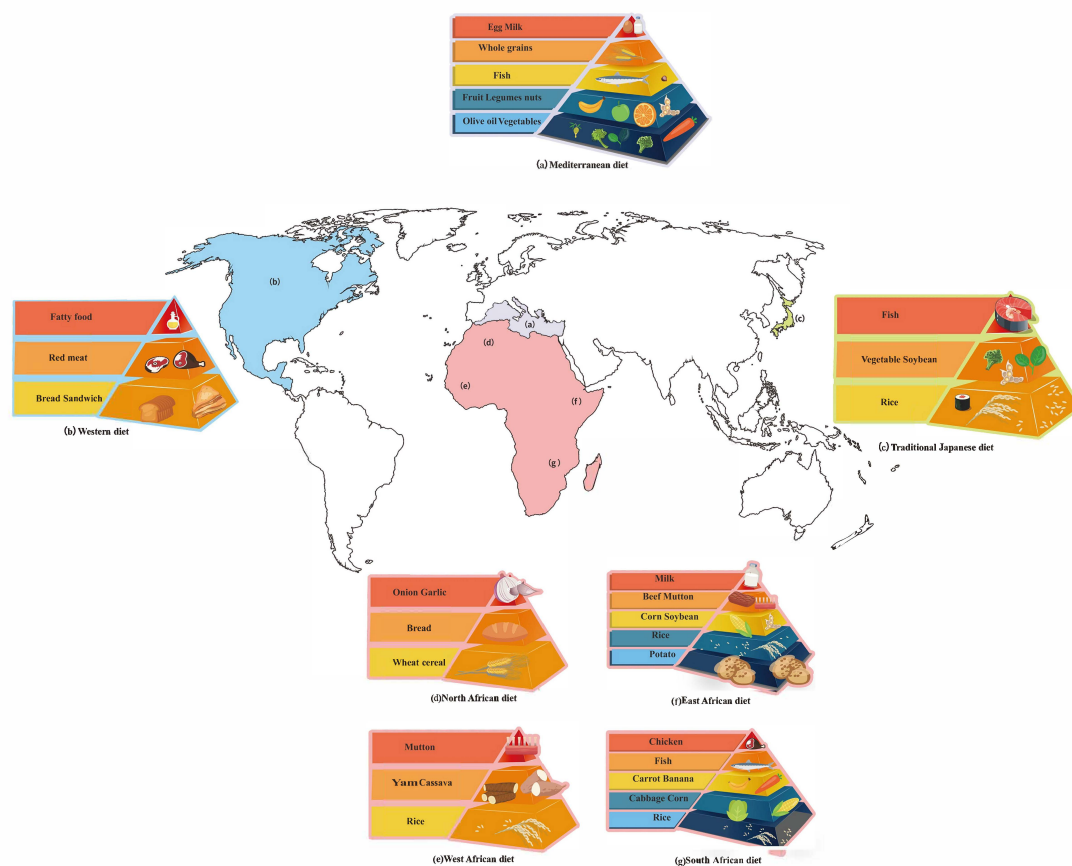 Egg Milk
Whole grains
Fish
Fruit Legumes nuts
Olive oil Vegetables
(a) Mediterranean diet
(b)
(a)
(c)
(d)
(e)
(f)
(g)
Fatty food
Red meat
Bread Sandwich
(b) Western diet
Fish
Vegetable Soybean
Rice
(c) Traditional Japanese diet
Onion Garlic
Bread
Wheat cereal
(d)North African diet
Milk
Beef Mutton
Corn Soybean
Rice
Potato
(f)East African diet
Mutton
Yam Cassava
Rice
(e)West African diet
Chicken
Fish
Carrot Banana
Cabbage Corn
Rice
(g)South African diet